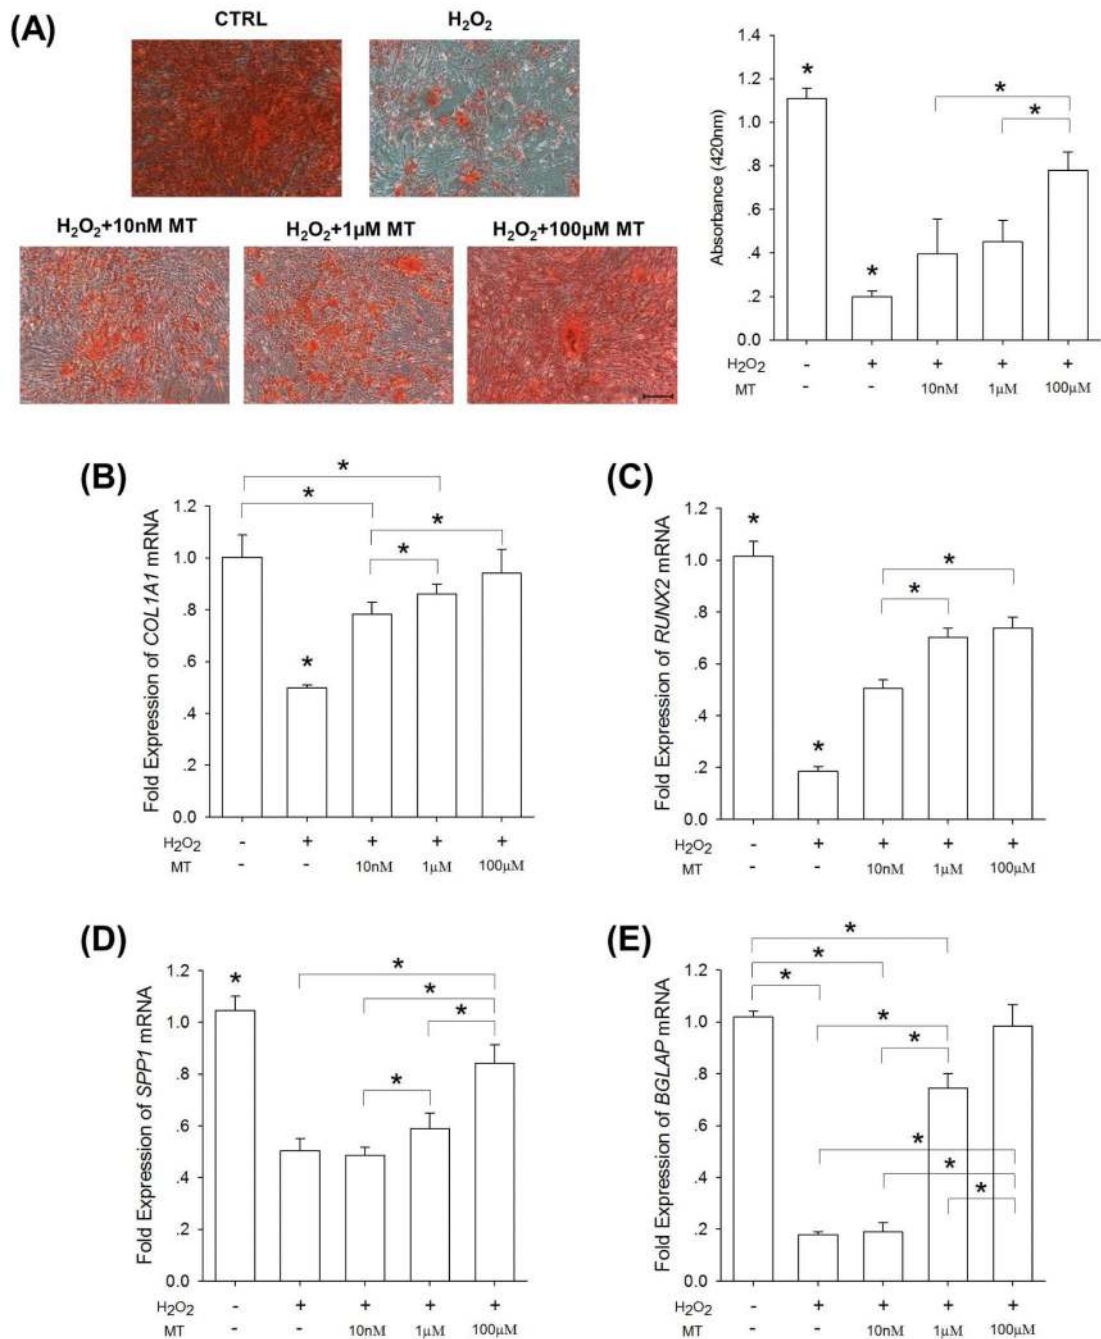 (A)
CTRL
H₂O₂
H₂O₂+10nM MT
H₂O₂+1μM MT
H₂O₂+100μM MT
Absorbance (420nm)
1.4
1.2
1.0
.8
.6
.4
.2
0.0
*
*
*
*
H₂O₂ - + + + +
MT - - 10nM 1μM 100μM
(B)
Fold Expression of COL1A1 mRNA
1.2
1.0
.8
.6
.4
.2
0.0
*
*
*
*
*
H₂O₂ - + + + +
MT - - 10nM 1μM 100μM
(C)
Fold Expression of RUNX2 mRNA
1.2
1.0
.8
.6
.4
.2
0.0
*
*
*
*
H₂O₂ - + + + +
MT - - 10nM 1μM 100μM
(D)
Fold Expression of SPP1 mRNA
1.2
1.0
.8
.6
.4
.2
0.0
*
*
*
*
*
H₂O₂ - + + + +
MT - - 10nM 1μM 100μM
(E)
Fold Expression of BGLAP mRNA
1.2
1.0
.8
.6
.4
.2
0.0
*
*
*
*
*
*
*
*
H₂O₂ - + + + +
MT - - 10nM 1μM 100μM